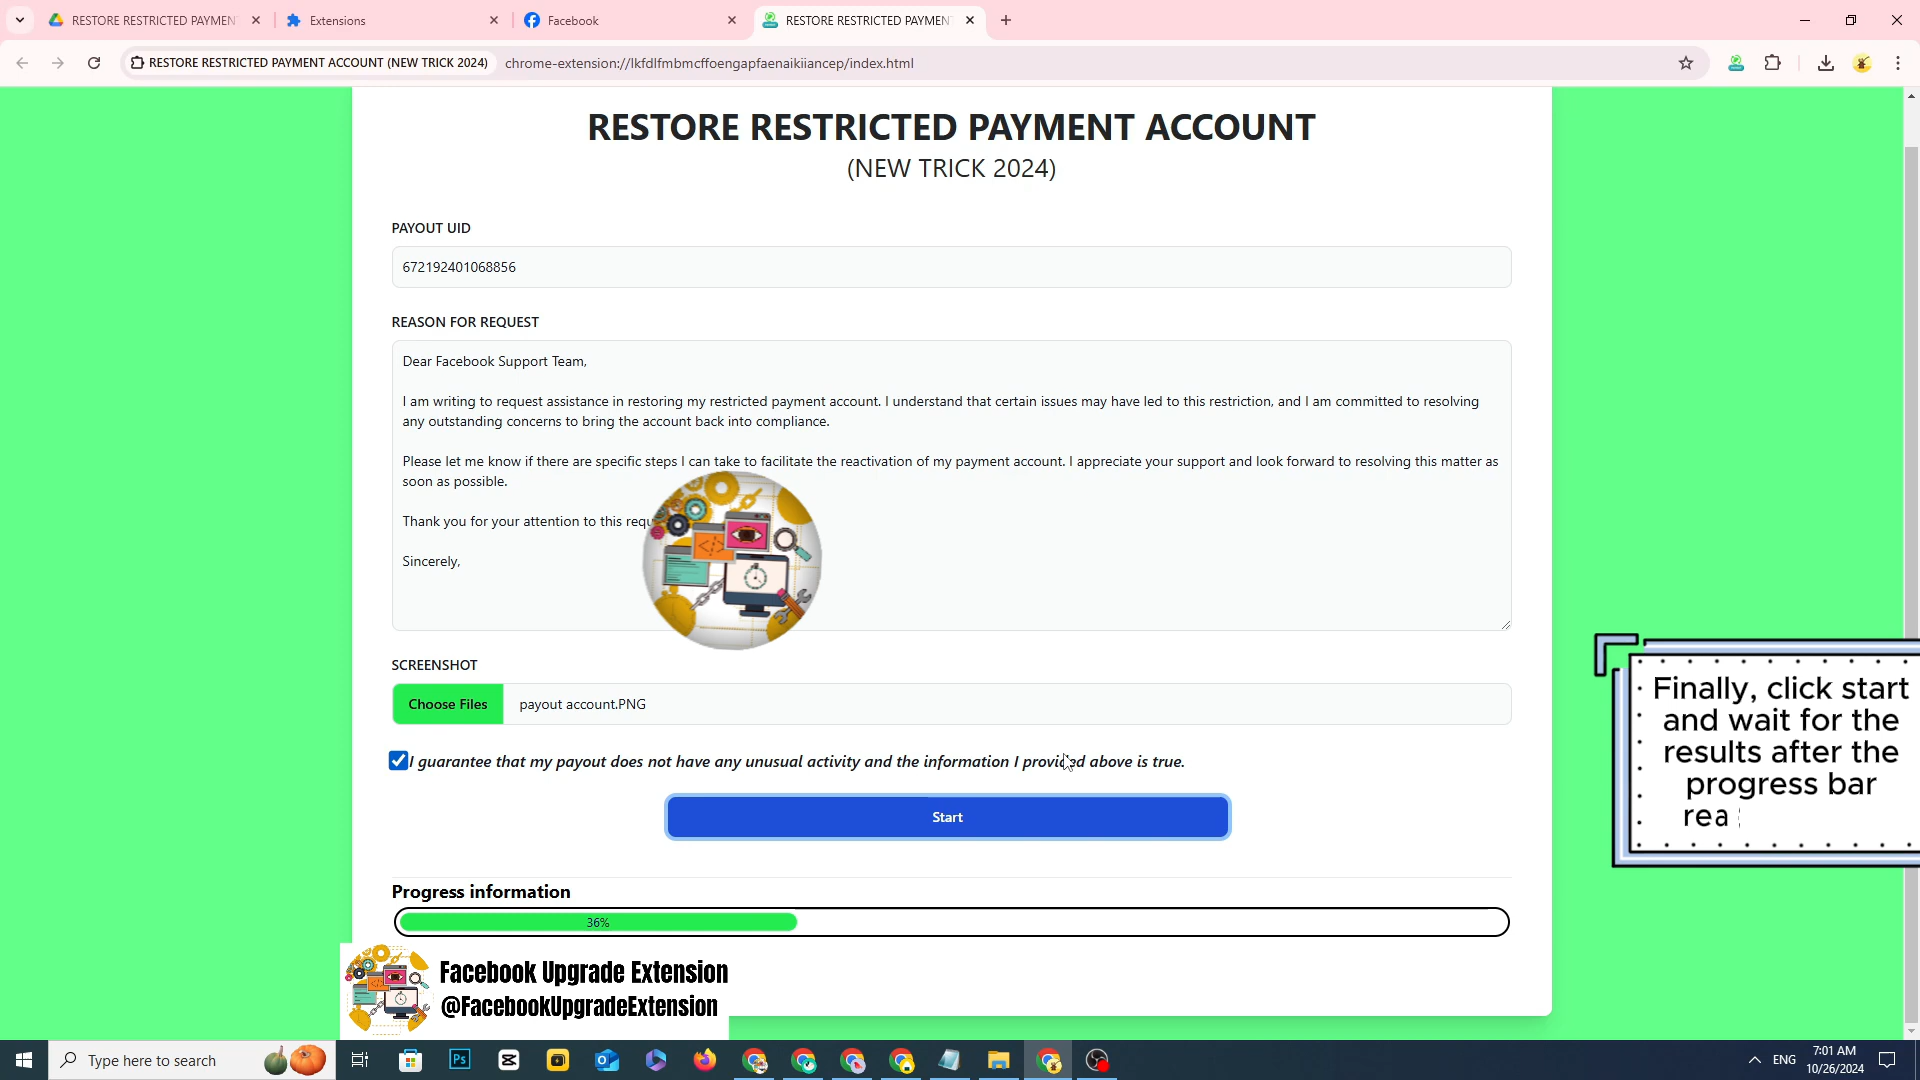 RESTORE RESTRICTED PAYMEN
Extensions
Facebook
RESTORE RESTRICTED PAYMEN
RESTORE RESTRICTED PAYMENT ACCOUNT (NEW TRICK 2024)
chrome-extension://lkfdlfmbmcffoengapfaenaikiiancep/index.html
RESTORE RESTRICTED PAYMENT ACCOUNT
(NEW TRICK 2024)
PAYOUT UID
672192401068856
REASON FOR REQUEST
Dear Facebook Support Team,
I am writing to request assistance in restoring my restricted payment account. I understand that certain issues may have led to this restriction, and I am committed to resolving
any outstanding concerns to bring the account back into compliance.
Please let me know if there are specific steps I can take to facilitate the reactivation of my payment account. I appreciate your support and look forward to resolving this matter as
soon as possible.
Thank you for your attention to this requ
Sincerely,
SCREENSHOT
Choose Files
payout account.PNG
I guarantee that my payout does not have any unusual activity and the information I provided above is true.
Start
Finally, click start
and wait for the
results after the
progress bar
rea
Progress information
36%
Facebook Upgrade Extension
@FacebookUpgradeExtension
Type here to search
Ps
ENG
7:01 AM
10/26/2024